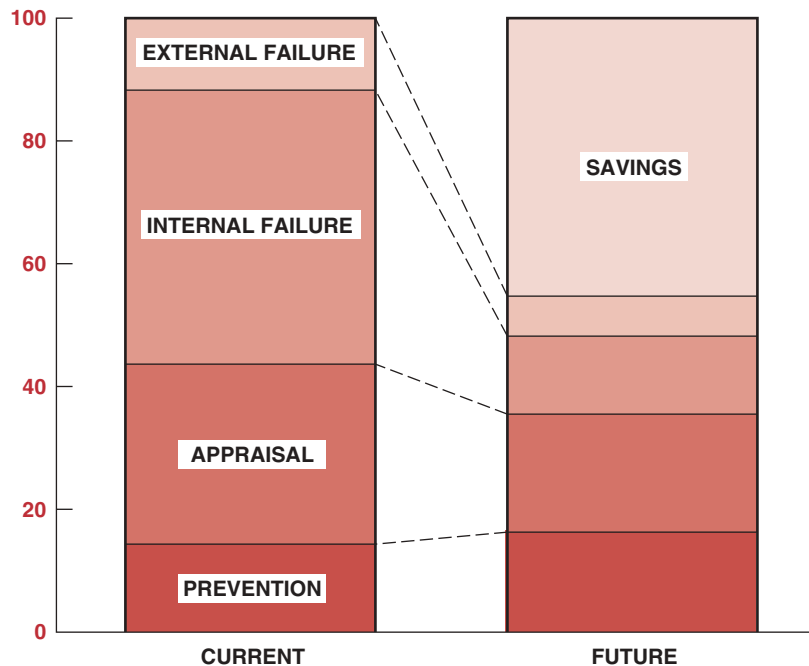 100
80
60
40
20
0
EXTERNAL FAILURE
INTERNAL FAILURE
APPRAISAL
PREVENTION
SAVINGS
CURRENT
FUTURE